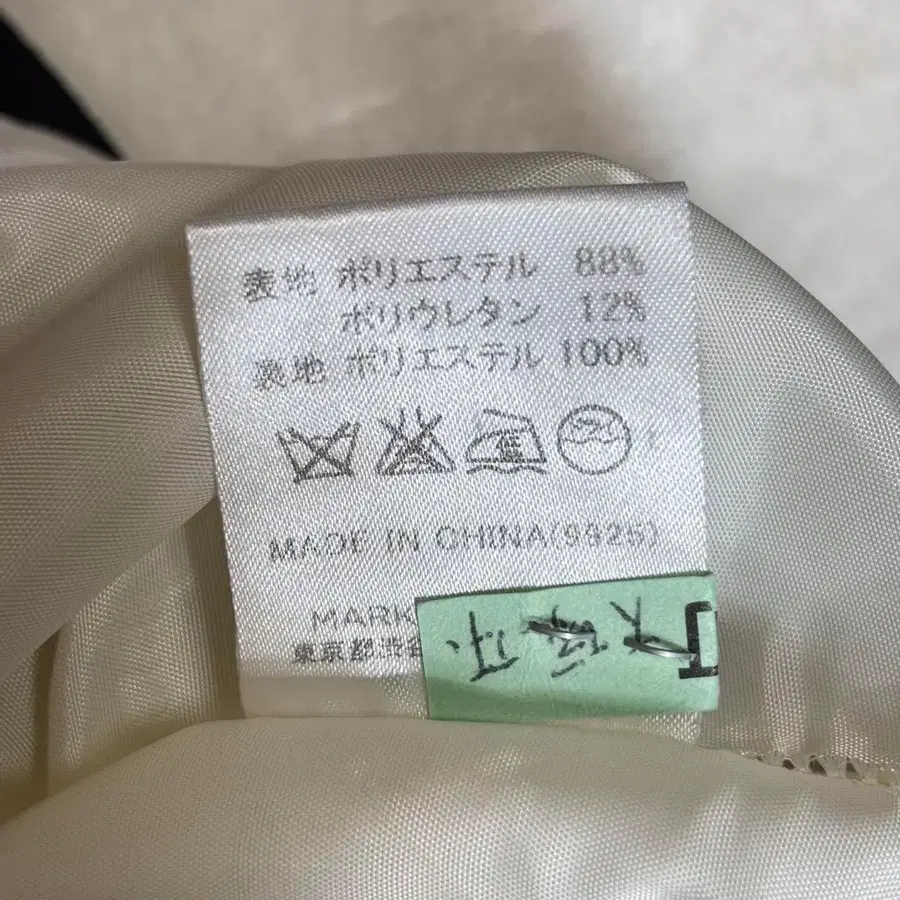 表地 ポリエステル 88%
ポリウレタン 12%
裏地 ポリエステル 100%
MADE IN CHINA(9925)
MARK
東京都渋谷